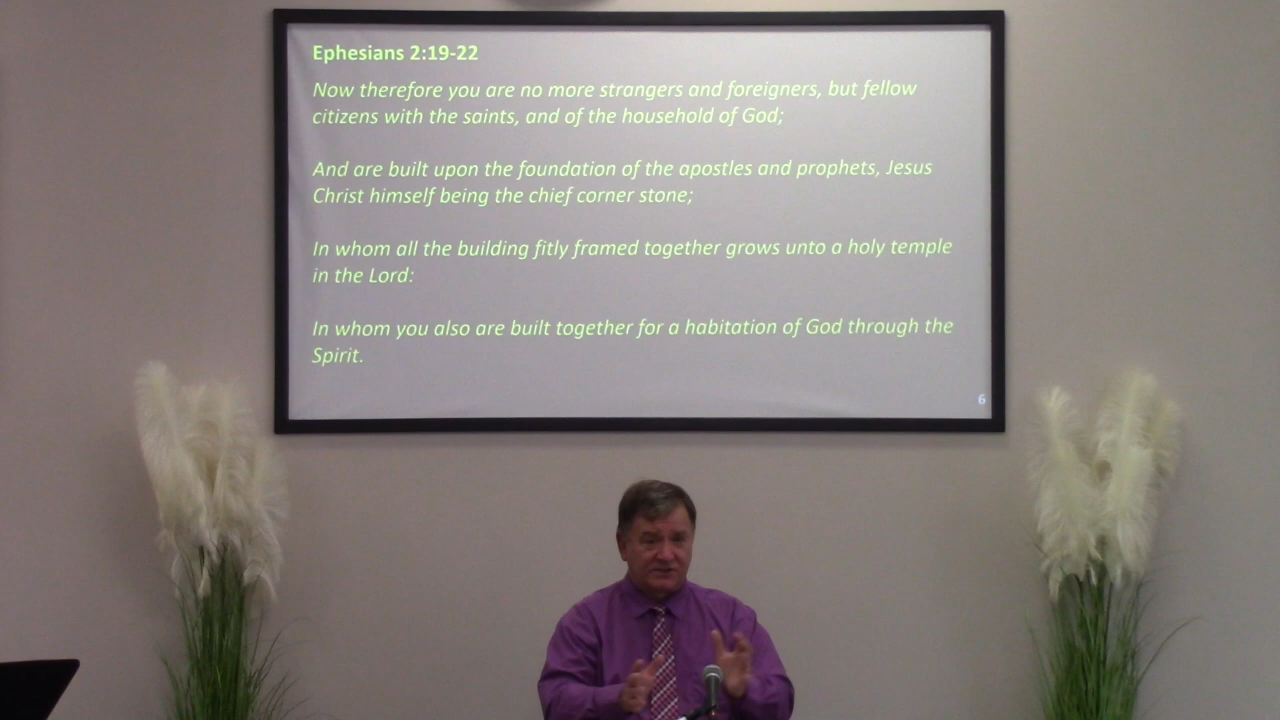 Ephesians 2:19-22
Now therefore you are no more strangers and foreigners, but fellow
citizens with the saints, and of the household of God;
And are built upon the foundation of the apostles and prophets, Jesus
Christ himself being the chief corner stone;
In whom all the building fitly framed together grows unto a holy temple
in the Lord:
In whom you also are built together for a habitation of God through the
Spirit.
6